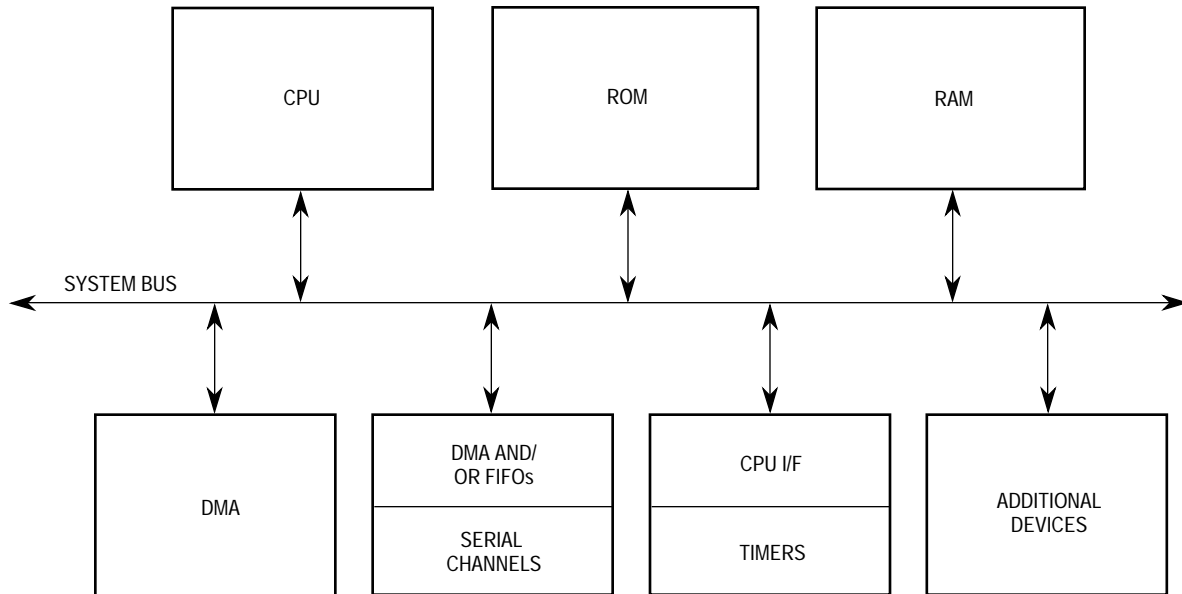 CPU
ROM
RAM
SYSTEM BUS
DMA
DMA AND/
OR FIFOs
SERIAL
CHANNELS
CPU I/F
TIMERS
ADDITIONAL
DEVICES